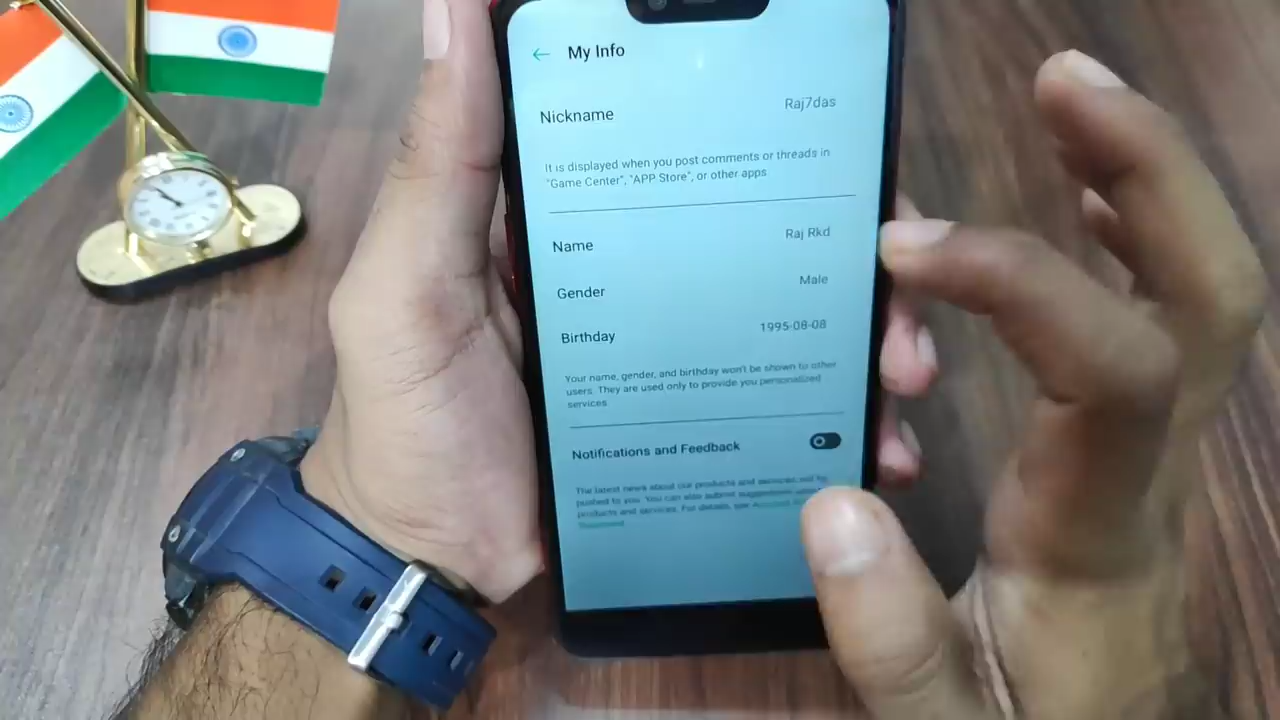 My Info
Nickname Raj7das
It is displayed when you post comments or threads in
"Game Center", "APP Store", or other apps
Name Raj Rkd
Gender Male
Birthday 1995-08-08
Your name, gender, and birthday won't be shown to other
users. They are used only to provide you personalized
services
Notifications and Feedback
The latest news about our products and services will be
pushed to you. You can also submit suggestions
products and services. For details, see